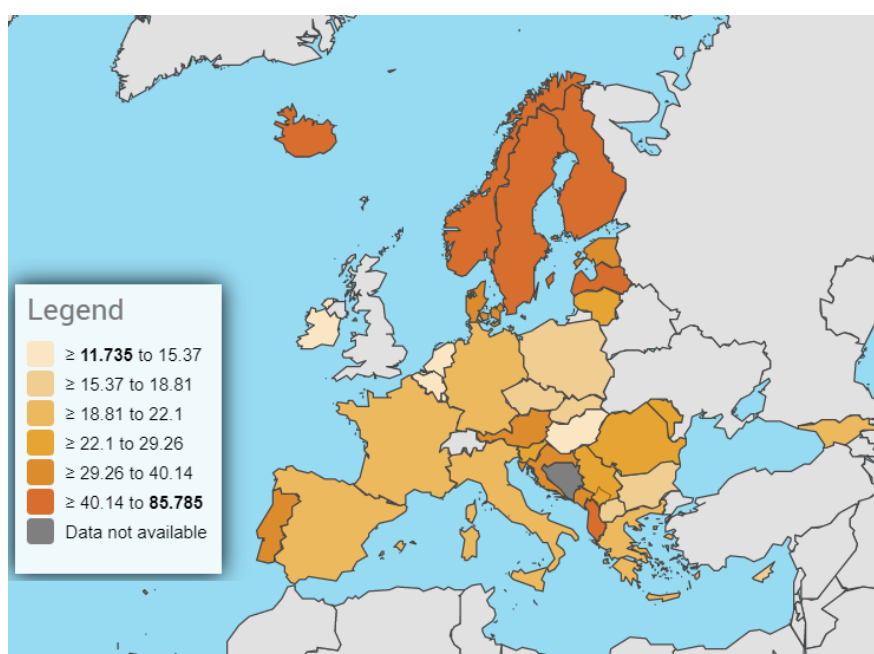 Legend
≥ 11.735 to 15.37
≥ 15.37 to 18.81
≥ 18.81 to 22.1
≥ 22.1 to 29.26
≥ 29.26 to 40.14
≥ 40.14 to 85.785
Data not available